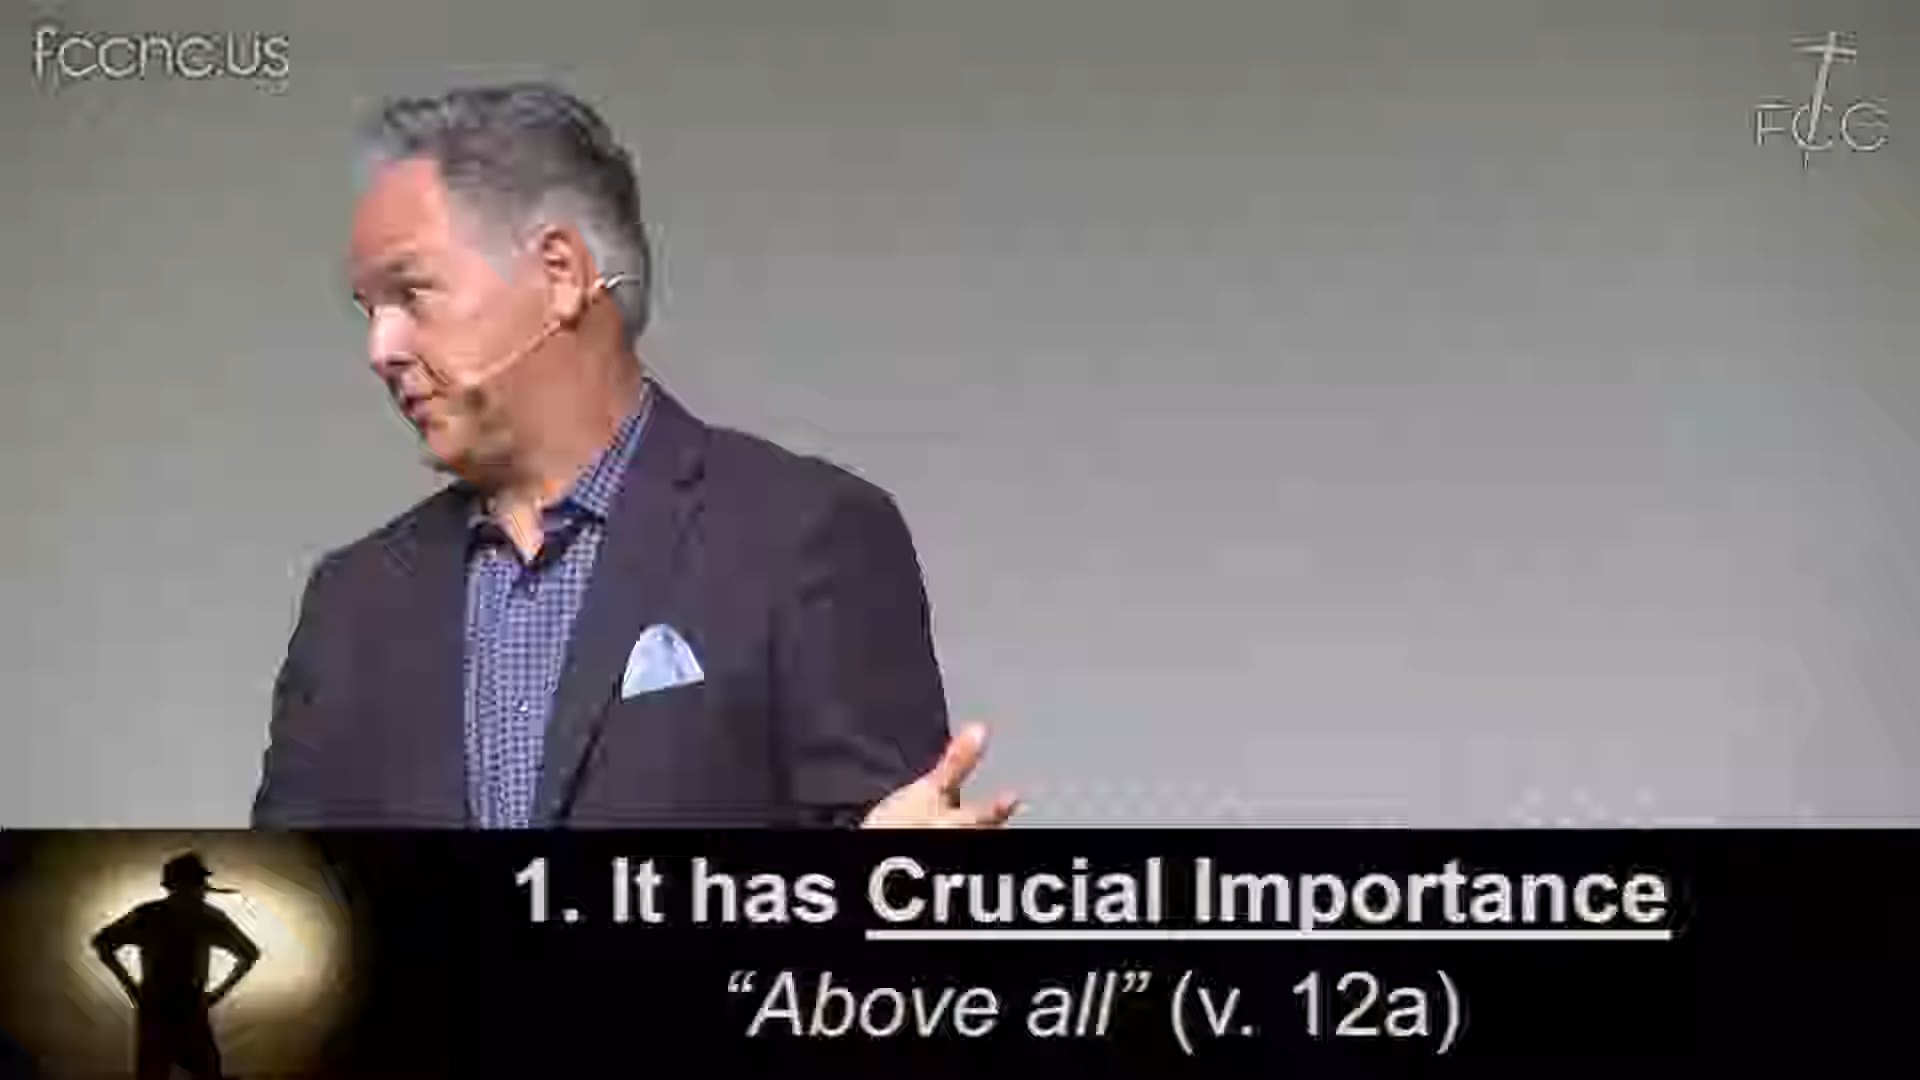 fccnc.us
FCC
1. It has Crucial Importance
“Above all” (v. 12a)